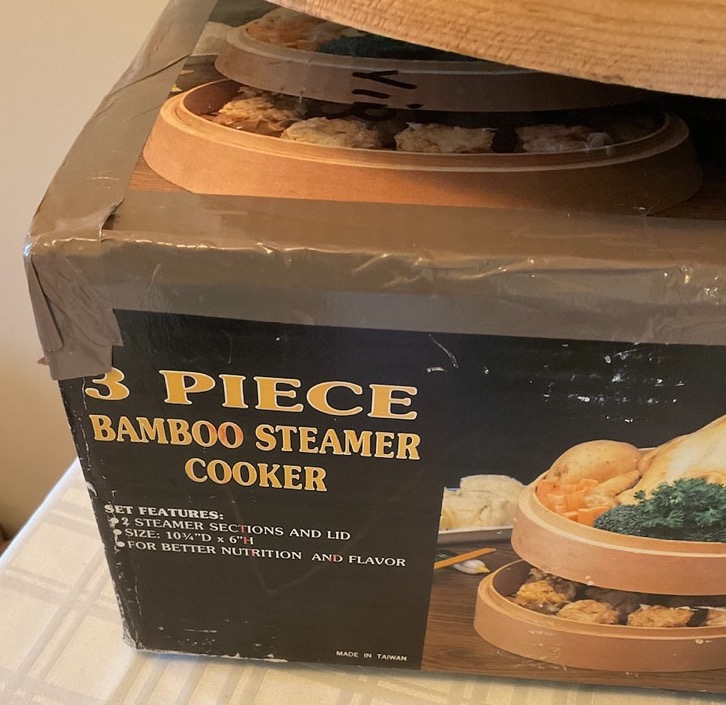 3 PIECE
BAMBOO STEAMER
COOKER
SET FEATURES:
● 2 STEAMER SECTIONS AND LID
● SIZE: 10¾"D x 6"H
● FOR BETTER NUTRITION AND FLAVOR
MADE IN TAIWAN